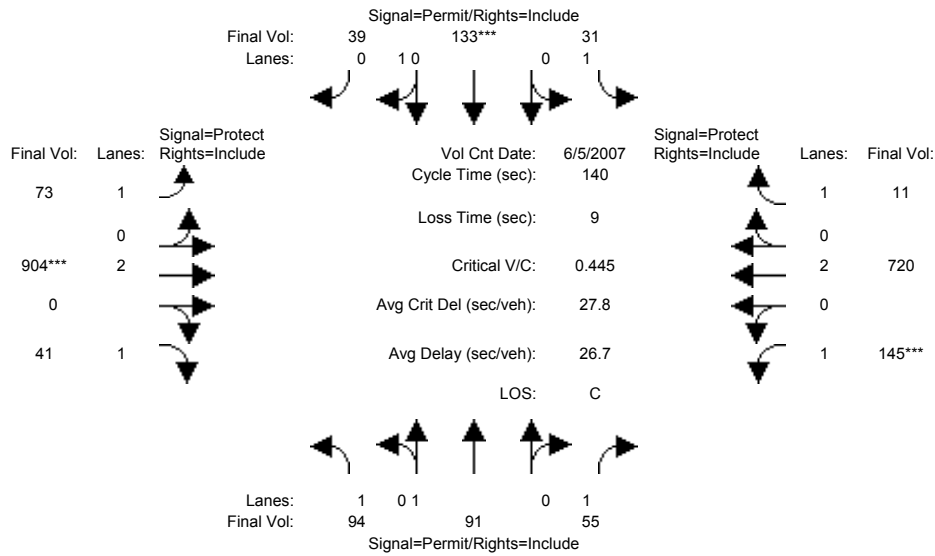 Signal=Permit/Rights=Include
Final Vol: 39 133*** 31
Lanes: 0 1 0 0 1
Signal=Protect Signal=Protect
Final Vol: Lanes: Rights=Include Vol Cnt Date: 6/5/2007 Rights=Include Lanes: Final Vol:
Cycle Time (sec): 140
73 1 1 11
Loss Time (sec): 9
0 0
904*** 2 Critical V/C: 0.445 2 720
0 Avg Crit Del (sec/veh): 27.8 0
41 1 Avg Delay (sec/veh): 26.7 1 145***
LOS: C
Lanes: 1 0 1 0 1
Final Vol: 94 91 55
Signal=Permit/Rights=Include